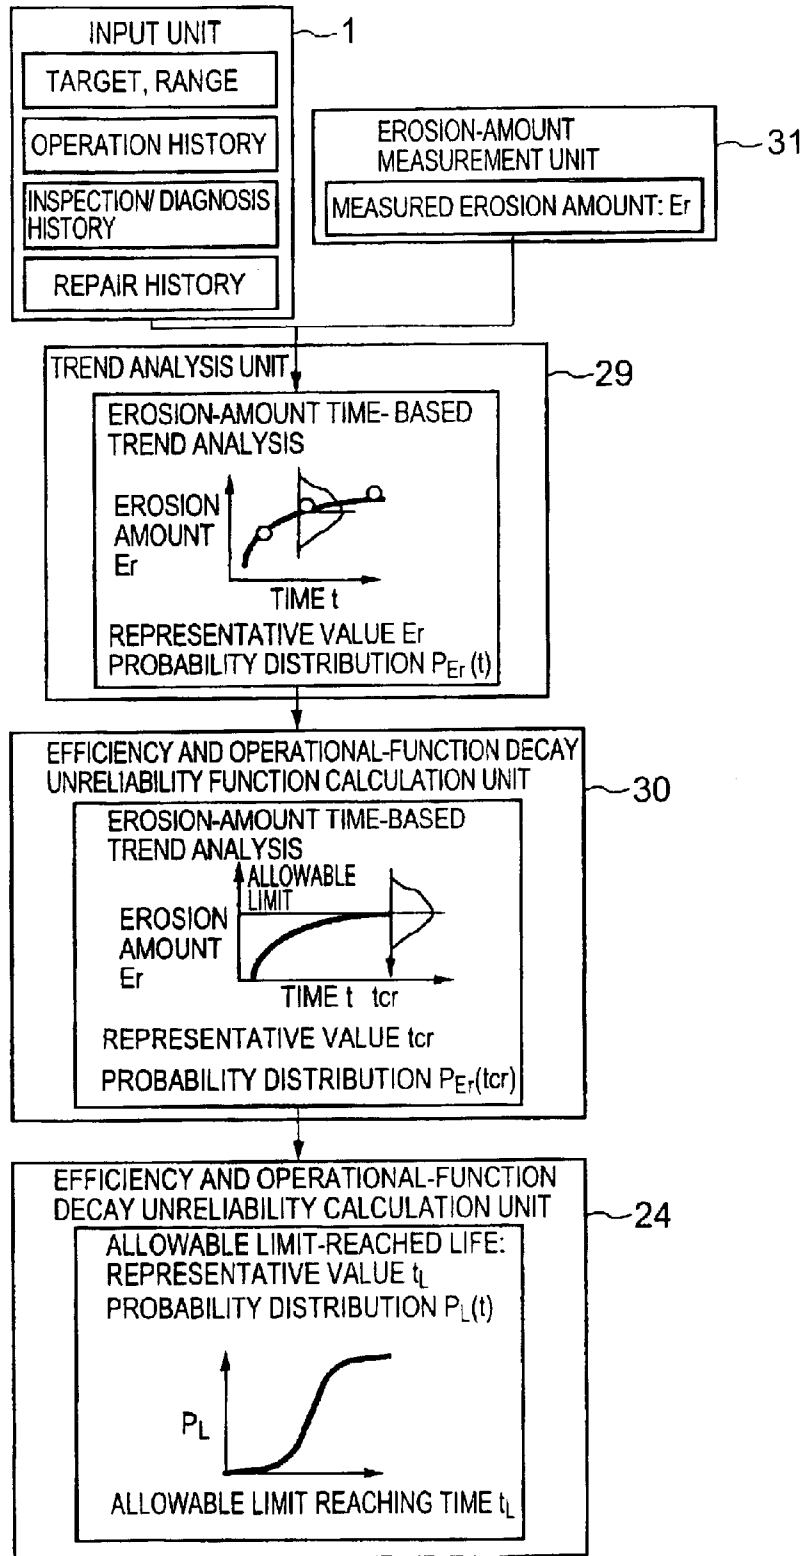 INPUT UNIT
1
TARGET, RANGE
OPERATION HISTORY
INSPECTION/ DIAGNOSIS
HISTORY
REPAIR HISTORY
EROSION-AMOUNT
MEASUREMENT UNIT
31
MEASURED EROSION AMOUNT: Er
TREND ANALYSIS UNIT
29
EROSION-AMOUNT TIME- BASED
TREND ANALYSIS
EROSION
AMOUNT
Er
TIME t
REPRESENTATIVE VALUE Er
PROBABILITY DISTRIBUTION PEr (t)
EFFICIENCY AND OPERATIONAL-FUNCTION DECAY
UNRELIABILITY FUNCTION CALCULATION UNIT
30
EROSION-AMOUNT TIME-BASED
TREND ANALYSIS
ALLOWABLE
LIMIT
EROSION
AMOUNT
Er
TIME t tcr
REPRESENTATIVE VALUE tcr
PROBABILITY DISTRIBUTION PEr(tcr)
EFFICIENCY AND OPERATIONAL-FUNCTION
DECAY UNRELIABILITY CALCULATION UNIT
24
ALLOWABLE LIMIT-REACHED LIFE:
REPRESENTATIVE VALUE tL
PROBABILITY DISTRIBUTION PL(t)
PL
ALLOWABLE LIMIT REACHING TIME tL